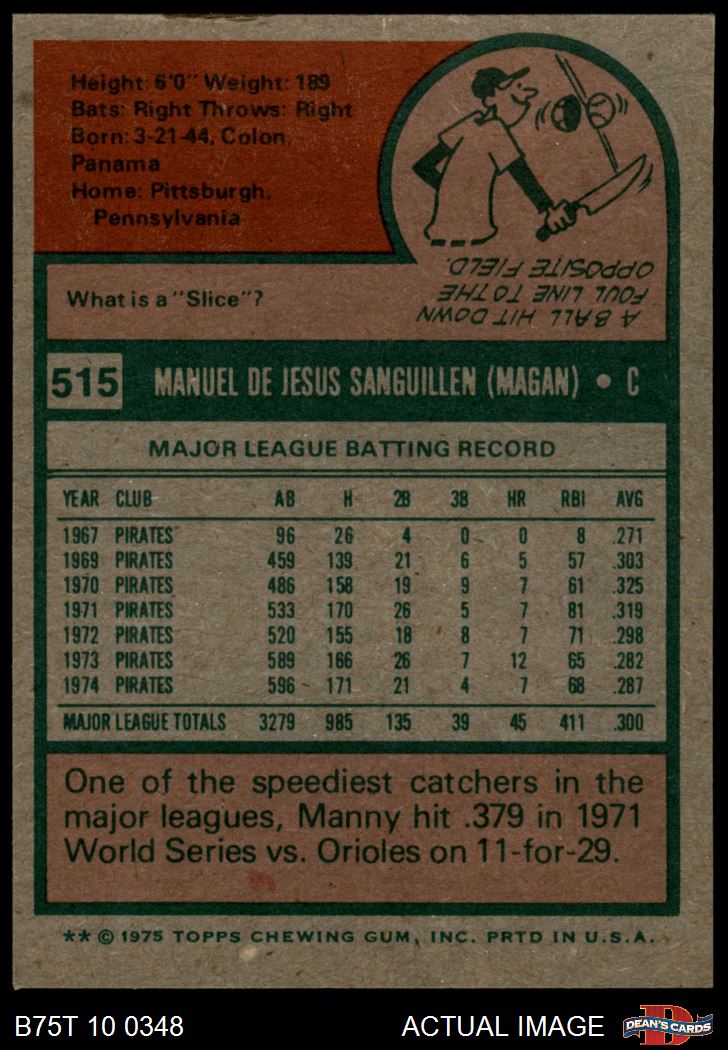 Height: 6'0" Weight: 189
Bats: Right Throws: Right
Born: 3-21-44, Colon,
Panama
Home: Pittsburgh,
Pennsylvania
What is a "Slice"?
A BALL HIT DOWN
FOUL LINE TO THE
OPPOSITE FIELD.
515 MANUEL DE JESUS SANGUILLEN (MAGAN) • C
MAJOR LEAGUE BATTING RECORD
YEAR CLUB AB H 2B 3B HR RBI AVG
1967 PIRATES 96 26 4 0 0 8 .271
1969 PIRATES 459 139 21 6 5 57 .303
1970 PIRATES 486 158 19 9 7 61 .325
1971 PIRATES 533 170 26 5 7 81 .319
1972 PIRATES 520 155 18 8 7 71 .298
1973 PIRATES 589 166 26 7 12 65 .282
1974 PIRATES 596 171 21 4 7 68 .287
MAJOR LEAGUE TOTALS 3279 985 135 39 45 411 .300
One of the speediest catchers in the
major leagues, Manny hit .379 in 1971
World Series vs. Orioles on 11-for-29.
** © 1975 TOPPS CHEWING GUM, INC. PRTD IN U.S.A.
B75T 10 0348 ACTUAL IMAGE
D
DEAN'S CARDS